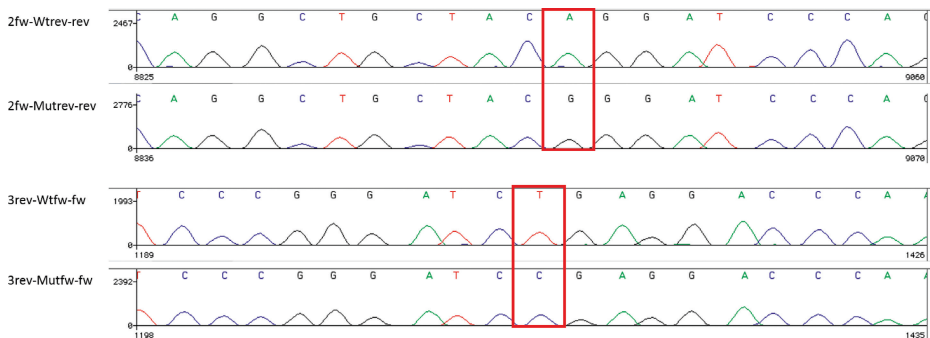 2fw-Wtrev-rev
2467
C A G G C T G C T A C A G G A T C C C A G
0
8825 9060
2fw-Mutrev-rev
2776
C A G G C T G C T A C G G G A T C C C A G
0
8836 9070
3rev-Wtfw-fw
1993
T C C C G G G A T C T G A G G A C C C A A
0
1189 1426
3rev-Mutfw-fw
2392
T C C C G G G A T C C G A G G A C C C A A
0
1198 1435